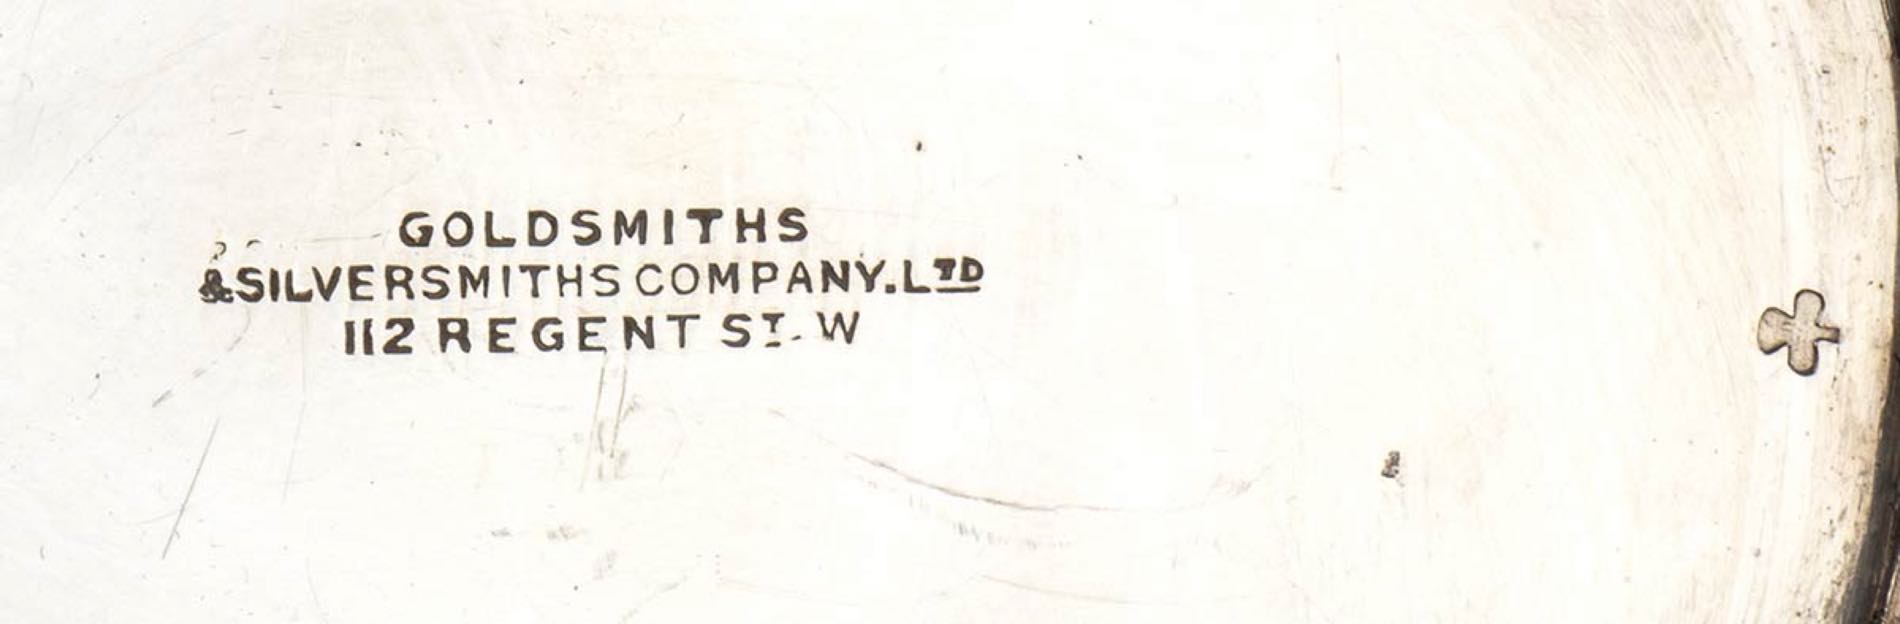 GOLDSMITHS
&SILVERSMITHS COMPANY. LTD
112 REGENT ST. W